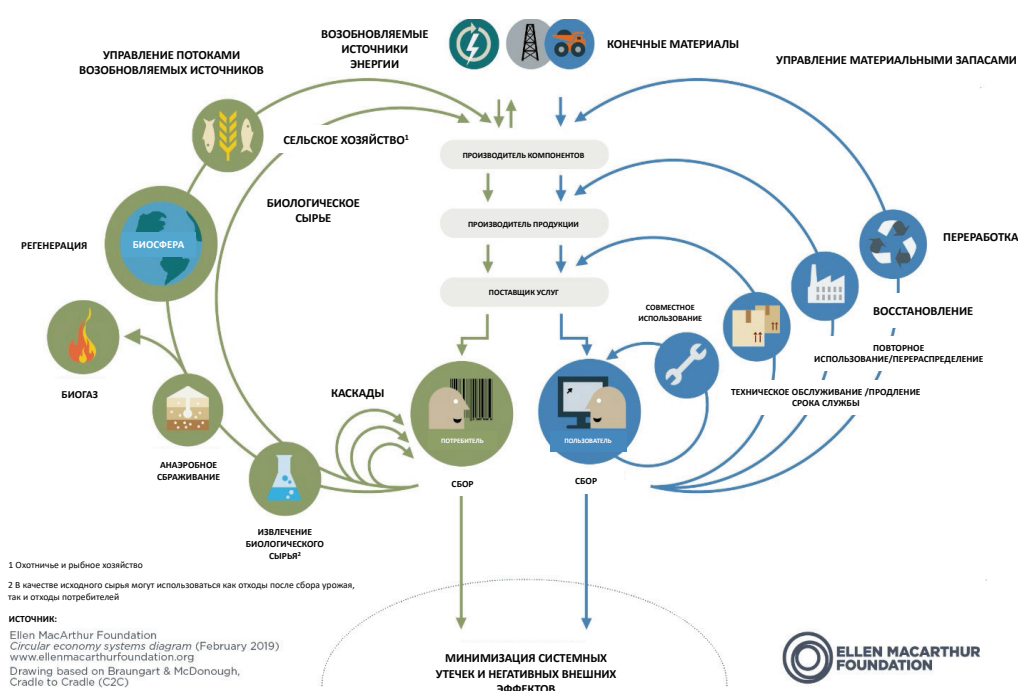 ВОЗОБНОВЛЯЕМЫЕ
ИСТОЧНИКИ
ЭНЕРГИИ
КОНЕЧНЫЕ МАТЕРИАЛЫ
УПРАВЛЕНИЕ ПОТОКАМИ
ВОЗОБНОВЛЯЕМЫХ ИСТОЧНИКОВ
УПРАВЛЕНИЕ МАТЕРИАЛЬНЫМИ ЗАПАСАМИ
СЕЛЬСКОЕ ХОЗЯЙСТВО¹
ПРОИЗВОДИТЕЛЬ КОМПОНЕНТОВ
БИОЛОГИЧЕСКОЕ
СЫРЬЕ
ПРОИЗВОДИТЕЛЬ ПРОДУКЦИИ
РЕГЕНЕРАЦИЯ
БИОСФЕРА
ПЕРЕРАБОТКА
ПОСТАВЩИК УСЛУГ
СОВМЕСТНОЕ
ИСПОЛЬЗОВАНИЕ
ВОССТАНОВЛЕНИЕ
ПОВТОРНОЕ
ИСПОЛЬЗОВАНИЕ/ПЕРЕРАСПРЕДЕЛЕНИЕ
БИОГАЗ
КАСКАДЫ
ТЕХНИЧЕСКОЕ ОБСЛУЖИВАНИЕ /ПРОДЛЕНИЕ
СРОКА СЛУЖБЫ
ПОТРЕБИТЕЛЬ
ПОЛЬЗОВАТЕЛЬ
АНАЭРОБНОЕ
СБРАЖИВАНИЕ
СБОР
СБОР
ИЗВЛЕЧЕНИЕ
БИОЛОГИЧЕСКОГО
СЫРЬЯ²
1 Охотничье и рыбное хозяйство
2 В качестве исходного сырья могут использоваться как отходы после сбора урожая,
так и отходы потребителей
ИСТОЧНИК:
Ellen MacArthur Foundation
Circular economy systems diagram (February 2019)
www.ellenmacarthurfoundation.org
Drawing based on Braungart & McDonough,
Cradle to Cradle (C2C)
МИНИМИЗАЦИЯ СИСТЕМНЫХ
УТЕЧЕК И НЕГАТИВНЫХ ВНЕШНИХ
ЭФФЕКТОВ
ELLEN MACARTHUR
FOUNDATION